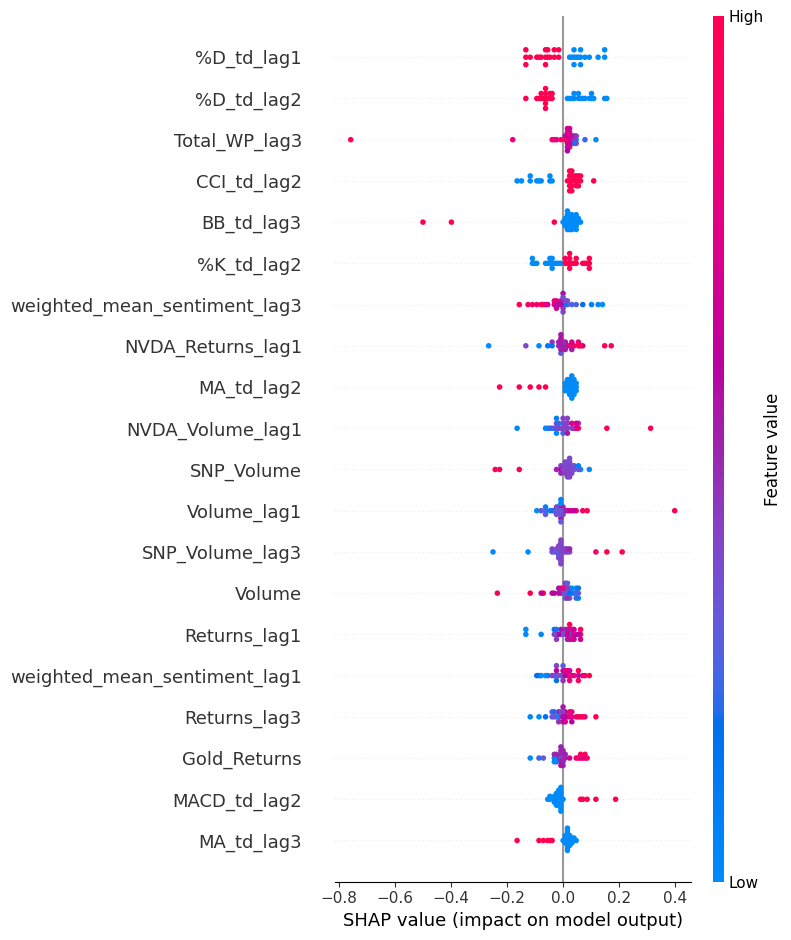 High
%D_td_lag1
%D_td_lag2
Total_WP_lag3
CCI_td_lag2
BB_td_lag3
%K_td_lag2
weighted_mean_sentiment_lag3
NVDA_Returns_lag1
MA_td_lag2
NVDA_Volume_lag1
SNP_Volume
Volume_lag1
SNP_Volume_lag3
Volume
Returns_lag1
weighted_mean_sentiment_lag1
Returns_lag3
Gold_Returns
MACD_td_lag2
MA_td_lag3
Feature value
Low
−0.8 −0.6 −0.4 −0.2 0.0 0.2 0.4
SHAP value (impact on model output)